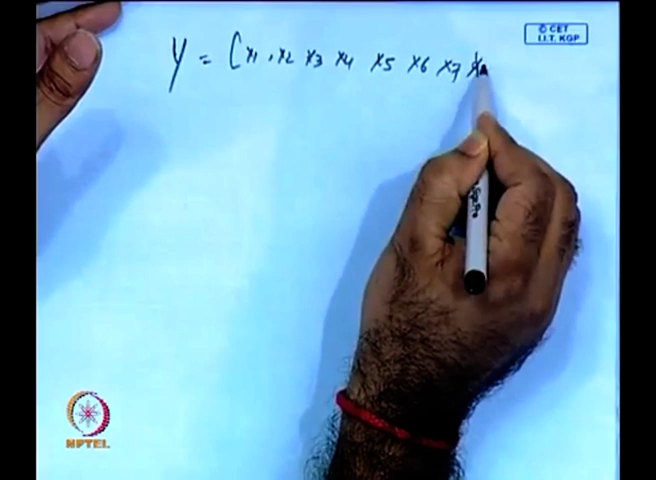 Y = [x1, x2 x3 x4 x5 x6 x7 x
© CET
I.I.T. KGP
NPTEL